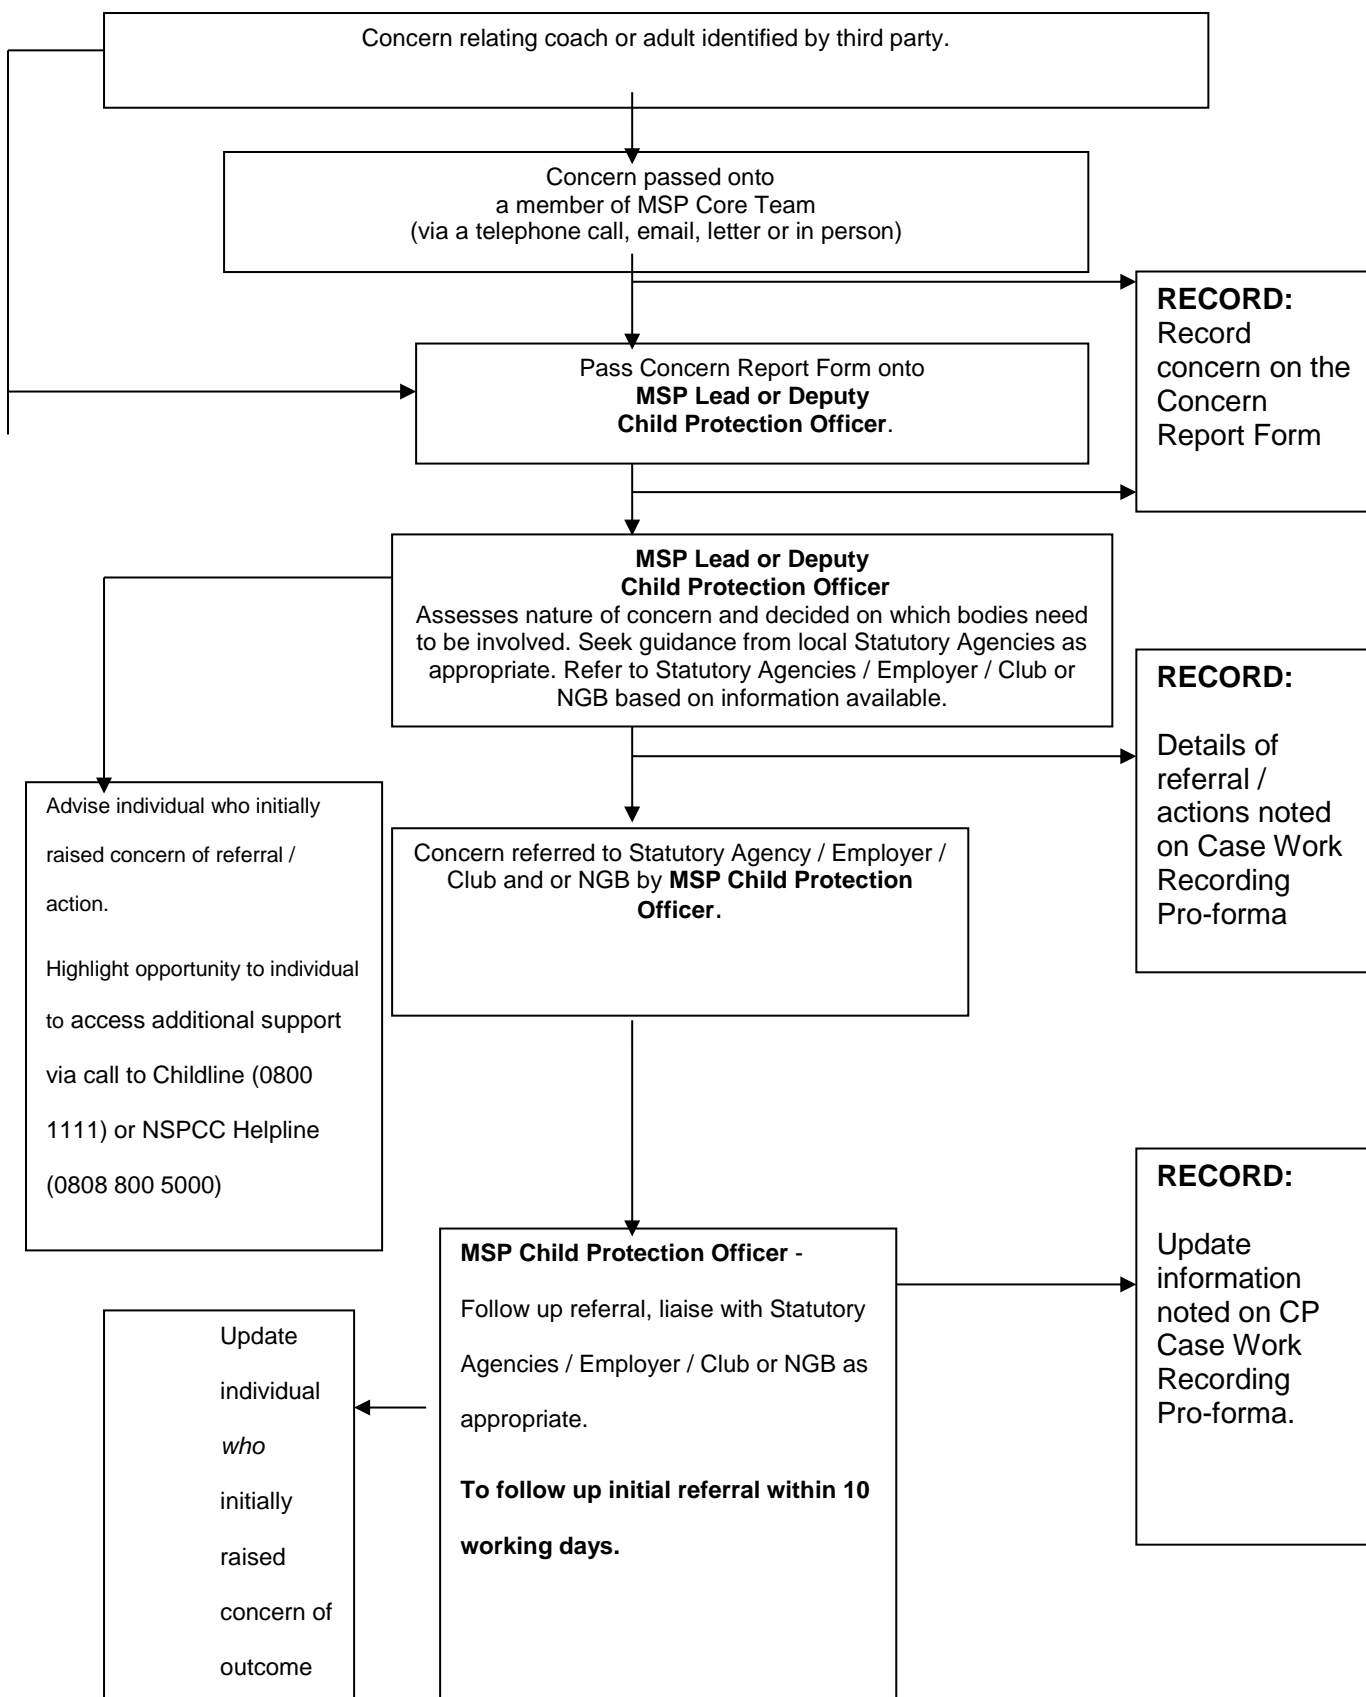 Concern relating coach or adult identified by third party.
Concern passed onto
a member of MSP Core Team
(via a telephone call, email, letter or in person)
RECORD:
Record
concern on the
Concern
Report Form
Pass Concern Report Form onto
MSP Lead or Deputy
Child Protection Officer.
MSP Lead or Deputy
Child Protection Officer
Assesses nature of concern and decided on which bodies need
to be involved. Seek guidance from local Statutory Agencies as
appropriate. Refer to Statutory Agencies / Employer / Club or
NGB based on information available.
RECORD:
Details of
referral /
actions noted
on Case Work
Recording
Pro-forma
Advise individual who initially
raised concern of referral /
action.
Highlight opportunity to individual
to access additional support
via call to Childline (0800
1111) or NSPCC Helpline
(0808 800 5000)
Concern referred to Statutory Agency / Employer /
Club and or NGB by MSP Child Protection
Officer.
RECORD:
Update
information
noted on CP
Case Work
Recording
Pro-forma.
MSP Child Protection Officer -
Follow up referral, liaise with Statutory
Agencies / Employer / Club or NGB as
appropriate.
To follow up initial referral within 10
working days.
Update
individual
who
initially
raised
concern of
outcome